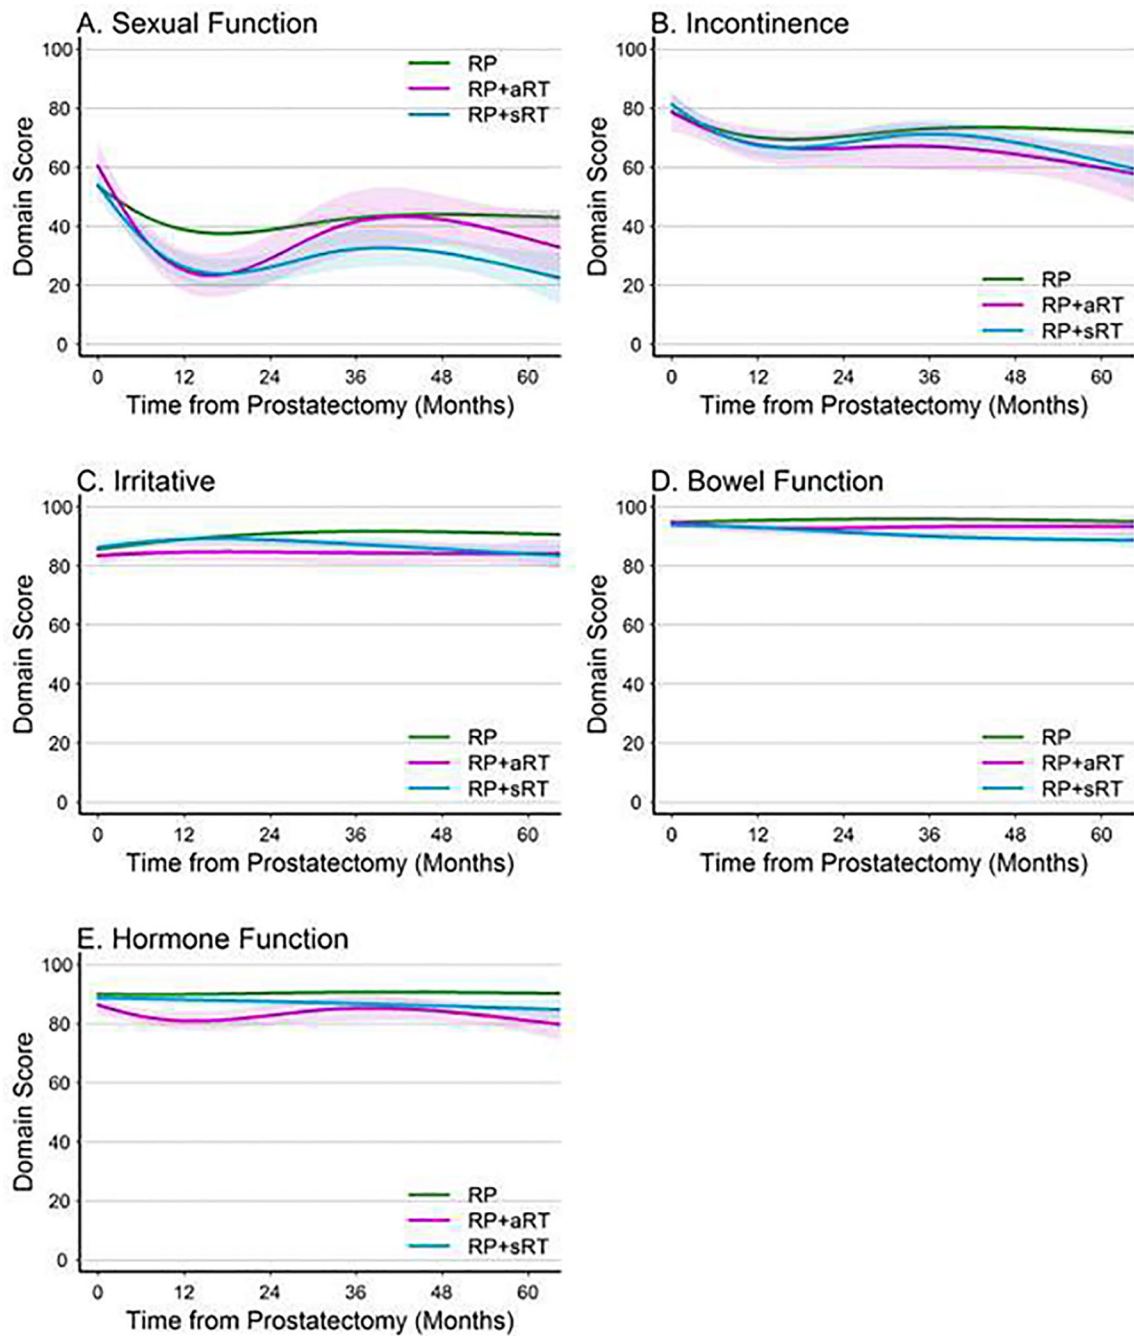 A. Sexual Function
100
80
60
40
20
0
Domain Score
RP
RP+aRT
RP+sRT
0 12 24 36 48 60
Time from Prostatectomy (Months)
B. Incontinence
100
80
60
40
20
0
Domain Score
RP
RP+aRT
RP+sRT
0 12 24 36 48 60
Time from Prostatectomy (Months)
C. Irritative
100
80
60
40
20
0
Domain Score
RP
RP+aRT
RP+sRT
0 12 24 36 48 60
Time from Prostatectomy (Months)
D. Bowel Function
100
80
60
40
20
0
Domain Score
RP
RP+aRT
RP+sRT
0 12 24 36 48 60
Time from Prostatectomy (Months)
E. Hormone Function
100
80
60
40
20
0
Domain Score
RP
RP+aRT
RP+sRT
0 12 24 36 48 60
Time from Prostatectomy (Months)